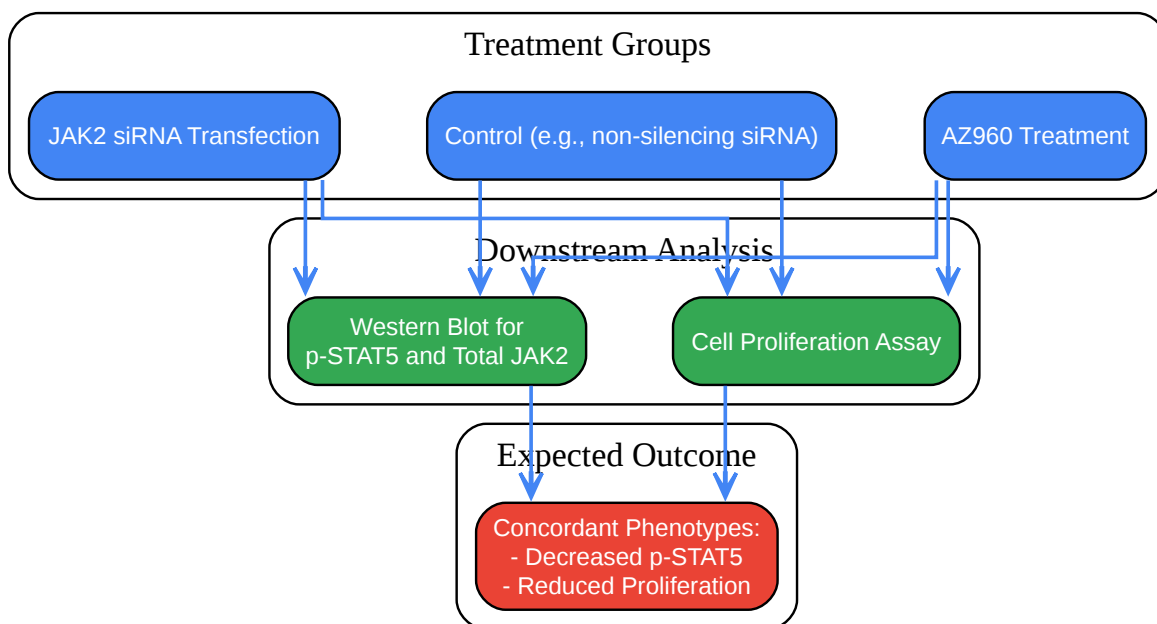 Treatment Groups
JAK2 siRNA Transfection
Control (e.g., non-silencing siRNA)
AZ960 Treatment
Downstream Analysis
Western Blot for
p-STAT5 and Total JAK2
Cell Proliferation Assay
Expected Outcome
Concordant Phenotypes:
- Decreased p-STAT5
- Reduced Proliferation